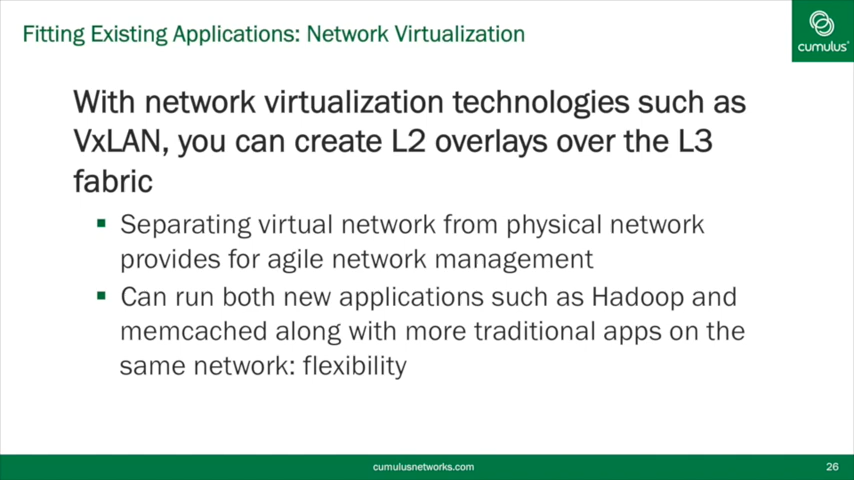 Fitting Existing Applications: Network Virtualization
cumulus®
With network virtualization technologies such as
VxLAN, you can create L2 overlays over the L3
fabric
▪ Separating virtual network from physical network
provides for agile network management
▪ Can run both new applications such as Hadoop and
memcached along with more traditional apps on the
same network: flexibility
cumulusnetworks.com
26